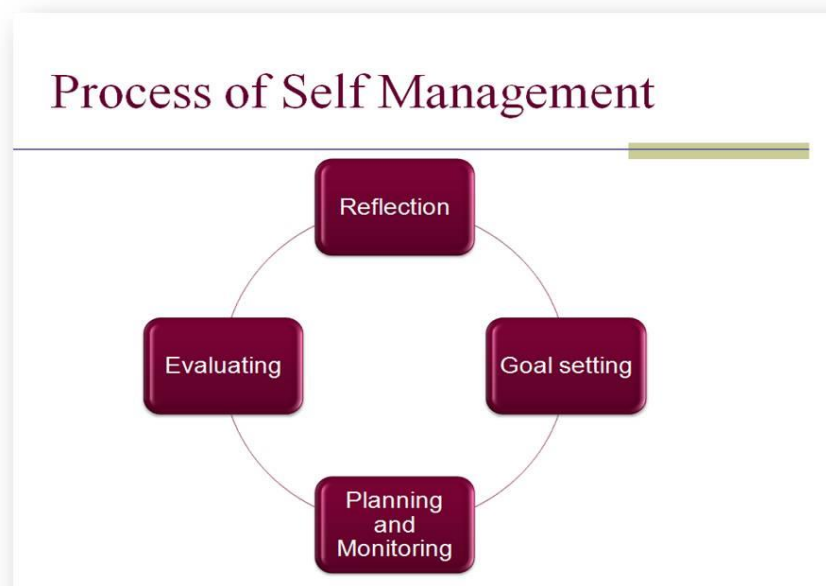 Process of Self Management
Reflection
Evaluating
Goal setting
Planning
and
Monitoring